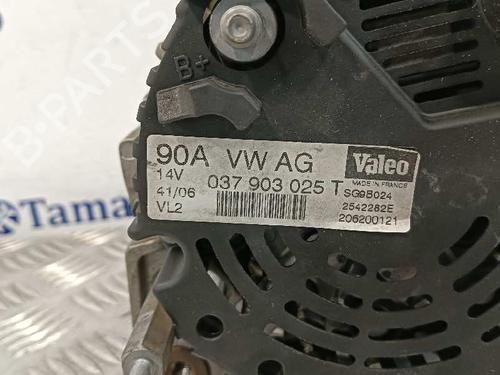 B+
90A VW AG Valeo
14V MADE IN FRANCE
037 903 025 T SG9B024
41/06 2542282E
VL2 206200121
B-PARTS
Tama